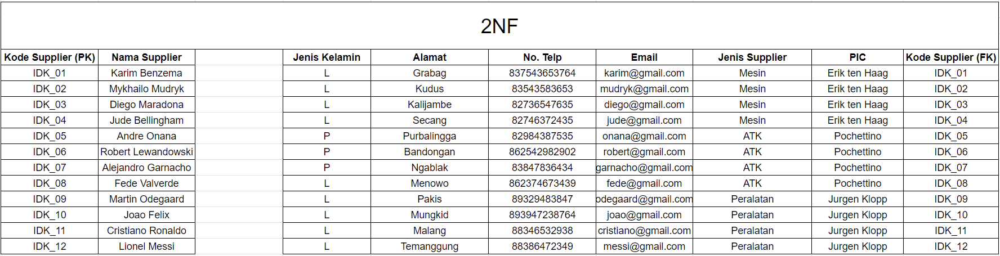 2NF
Kode Supplier (PK) Nama Supplier Jenis Kelamin Alamat No. Telp Email Jenis Supplier PIC Kode Supplier (FK)
IDK_01 Karim Benzema L Grabag 837543653764 karim@gmail.com Mesin Erik ten Haag IDK_01
IDK_02 Mykhailo Mudryk L Kudus 83543583653 mudryk@gmail.com Mesin Erik ten Haag IDK_02
IDK_03 Diego Maradona L Kalijambe 82736547635 diego@gmail.com Mesin Erik ten Haag IDK_03
IDK_04 Jude Bellingham L Secang 82746372435 jude@gmail.com Mesin Erik ten Haag IDK_04
IDK_05 Andre Onana P Purbalingga 82984387535 onana@gmail.com ATK Pochettino IDK_05
IDK_06 Robert Lewandowski P Bandongan 862542982902 robert@gmail.com ATK Pochettino IDK_06
IDK_07 Alejandro Garnacho P Ngablak 83847836434 garnacho@gmail.com ATK Pochettino IDK_07
IDK_08 Fede Valverde L Menowo 862374673439 fede@gmail.com ATK Pochettino IDK_08
IDK_09 Martin Odegaard L Pakis 89329483847 odegaard@gmail.com Peralatan Jurgen Klopp IDK_09
IDK_10 Joao Felix L Mungkid 893947238764 joao@gmail.com Peralatan Jurgen Klopp IDK_10
IDK_11 Cristiano Ronaldo L Malang 88346532938 cristiano@gmail.com Peralatan Jurgen Klopp IDK_11
IDK_12 Lionel Messi L Temanggung 88386472349 messi@gmail.com Peralatan Jurgen Klopp IDK_12